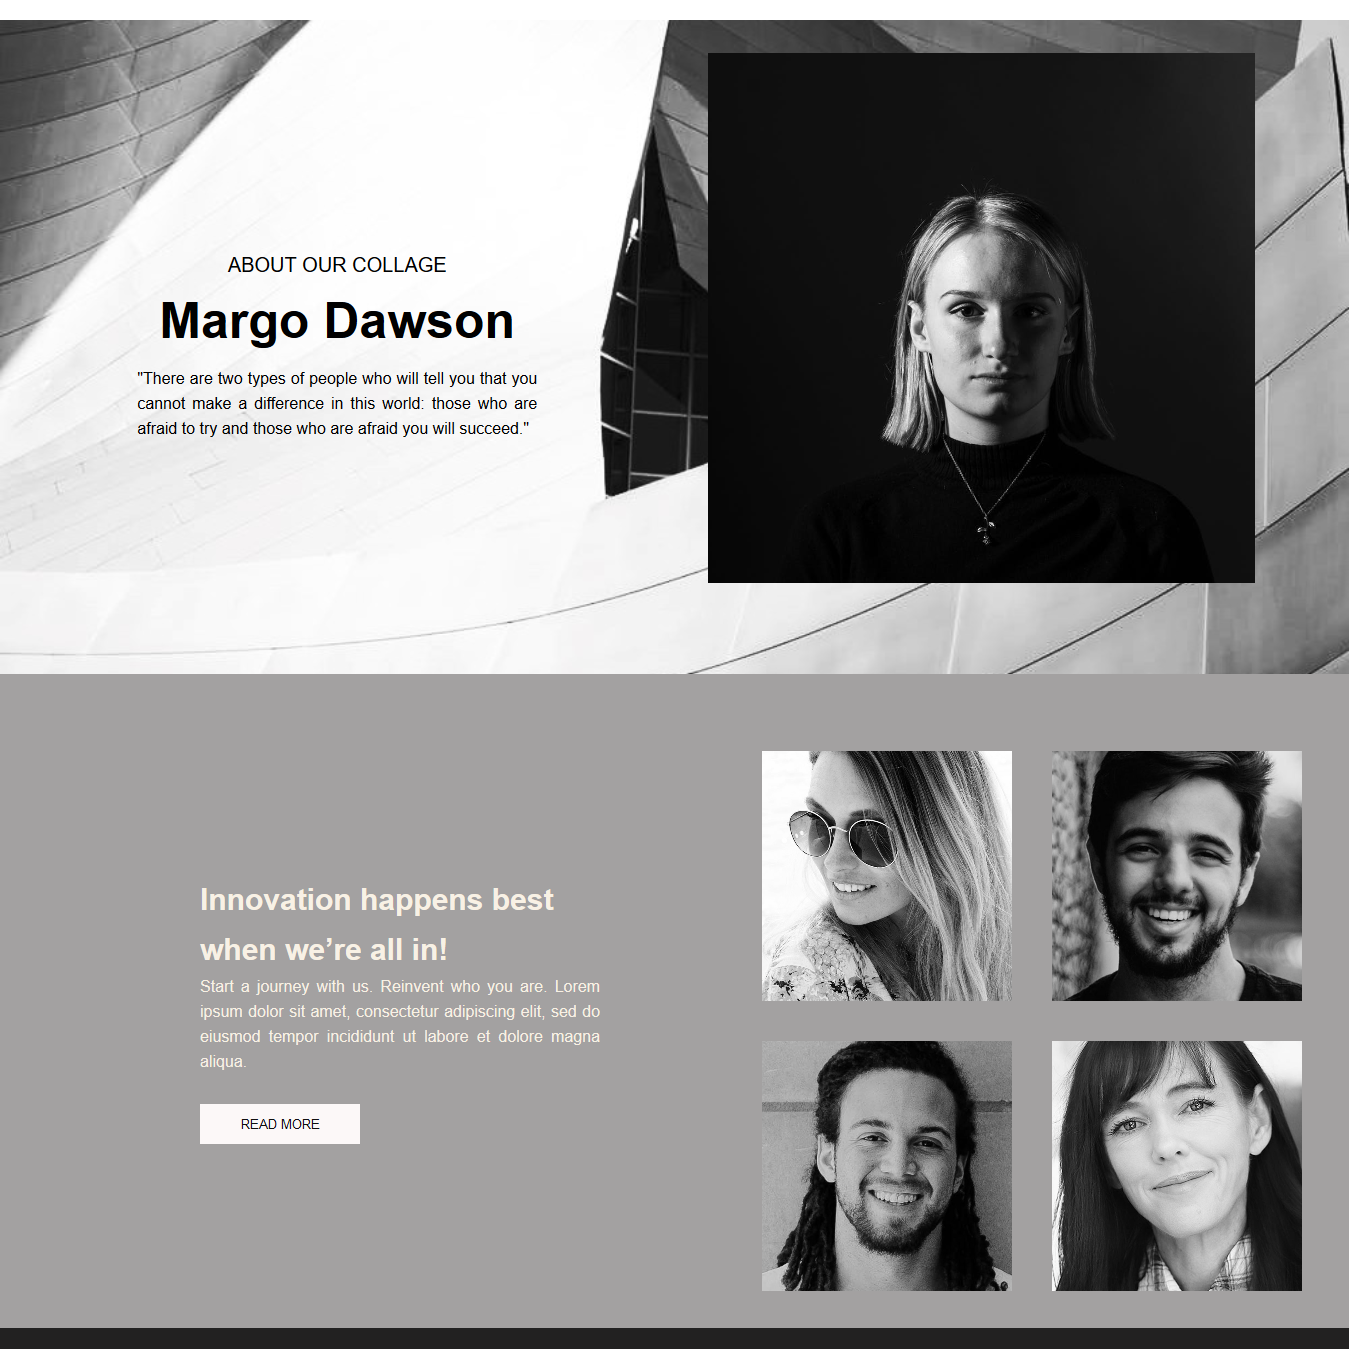 ABOUT OUR COLLAGE
Margo Dawson
"There are two types of people who will tell you that you
cannot make a difference in this world: those who are
afraid to try and those who are afraid you will succeed."
Innovation happens best
when we’re all in!
Start a journey with us. Reinvent who you are. Lorem
ipsum dolor sit amet, consectetur adipiscing elit, sed do
eiusmod tempor incididunt ut labore et dolore magna
aliqua.
READ MORE